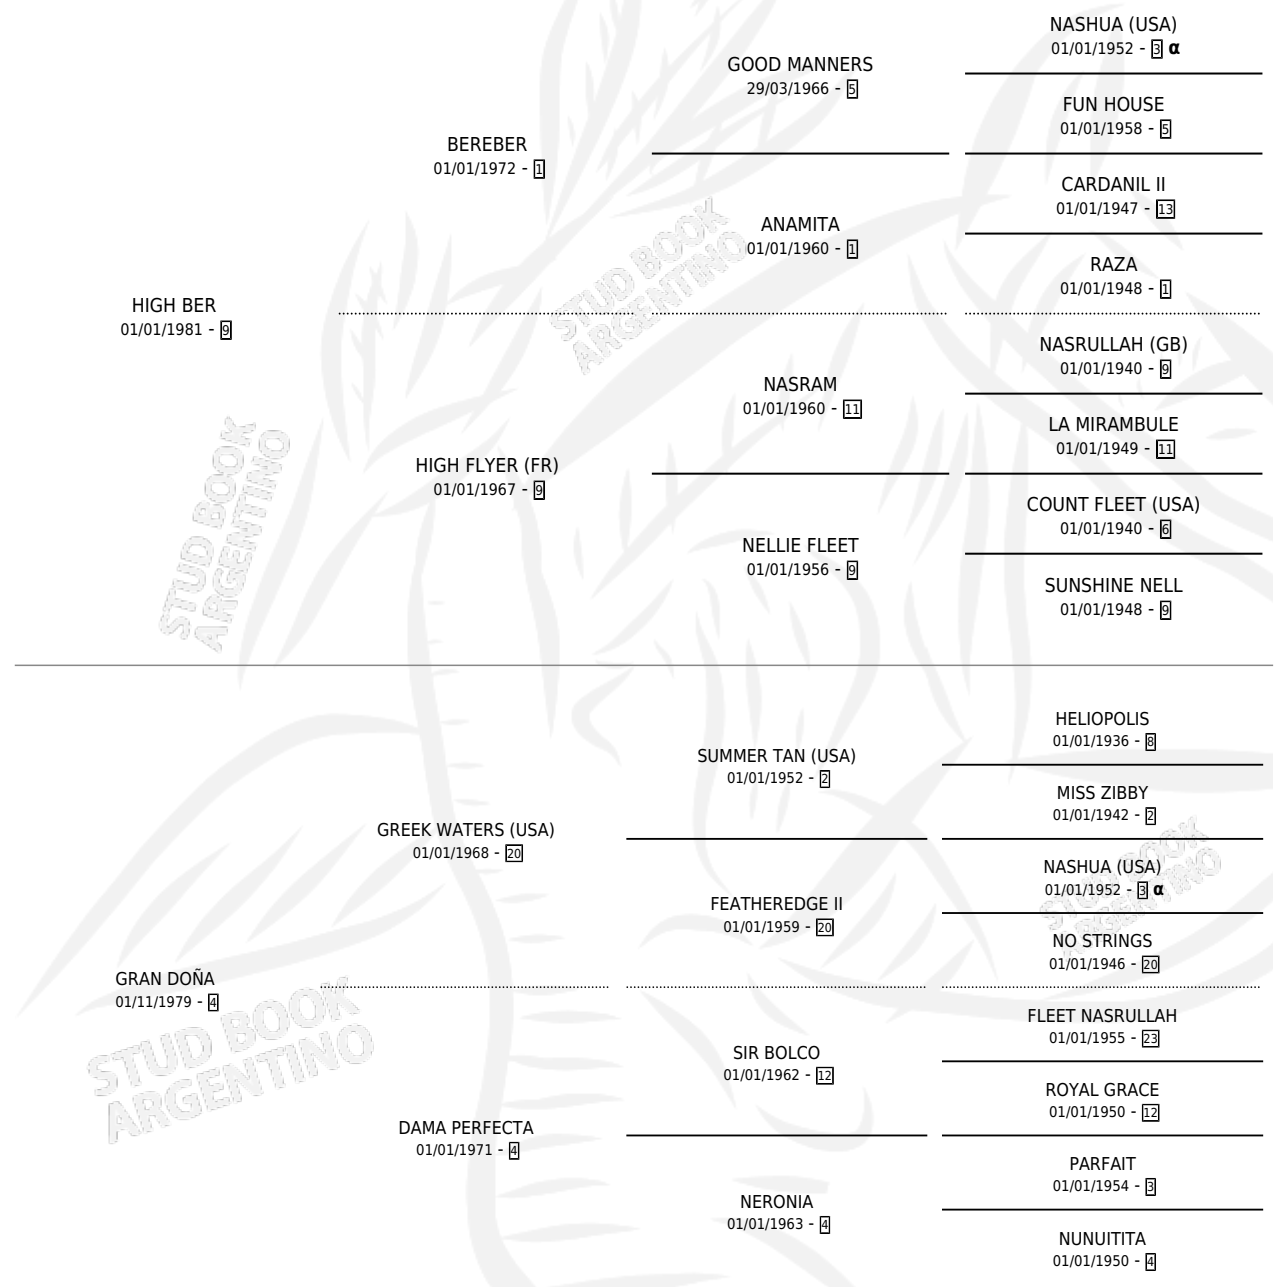 NASHUA (USA)
01/01/1952 - 3 α
GOOD MANNERS
29/03/1966 - 5
FUN HOUSE
01/01/1958 - 5
BEREBER
01/01/1972 - 1
CARDANIL II
01/01/1947 - 13
ANAMITA
01/01/1960 - 1
RAZA
01/01/1948 - 1
HIGH BER
01/01/1981 - 9
NASRULLAH (GB)
01/01/1940 - 9
NASRAM
01/01/1960 - 11
LA MIRAMBULE
01/01/1949 - 11
HIGH FLYER (FR)
01/01/1967 - 9
COUNT FLEET (USA)
01/01/1940 - 6
NELLIE FLEET
01/01/1956 - 9
SUNSHINE NELL
01/01/1948 - 9
HELIOPOLIS
01/01/1936 - 8
SUMMER TAN (USA)
01/01/1952 - 2
MISS ZIBBY
01/01/1942 - 2
GREEK WATERS (USA)
01/01/1968 - 20
NASHUA (USA)
01/01/1952 - 3 α
FEATHEREDGE II
01/01/1959 - 20
NO STRINGS
01/01/1946 - 20
GRAN DOÑA
01/11/1979 - 4
FLEET NASRULLAH
01/01/1955 - 23
SIR BOLCO
01/01/1962 - 12
ROYAL GRACE
01/01/1950 - 12
DAMA PERFECTA
01/01/1971 - 4
PARFAIT
01/01/1954 - 3
NERONIA
01/01/1963 - 4
NUNUITITA
01/01/1950 - 4
STUD BOOK
ARGENTINO
STUD BOOK
ARGENTINO
STUD BOOK
ARGENTINO
STUD BOOK
ARGENTINO